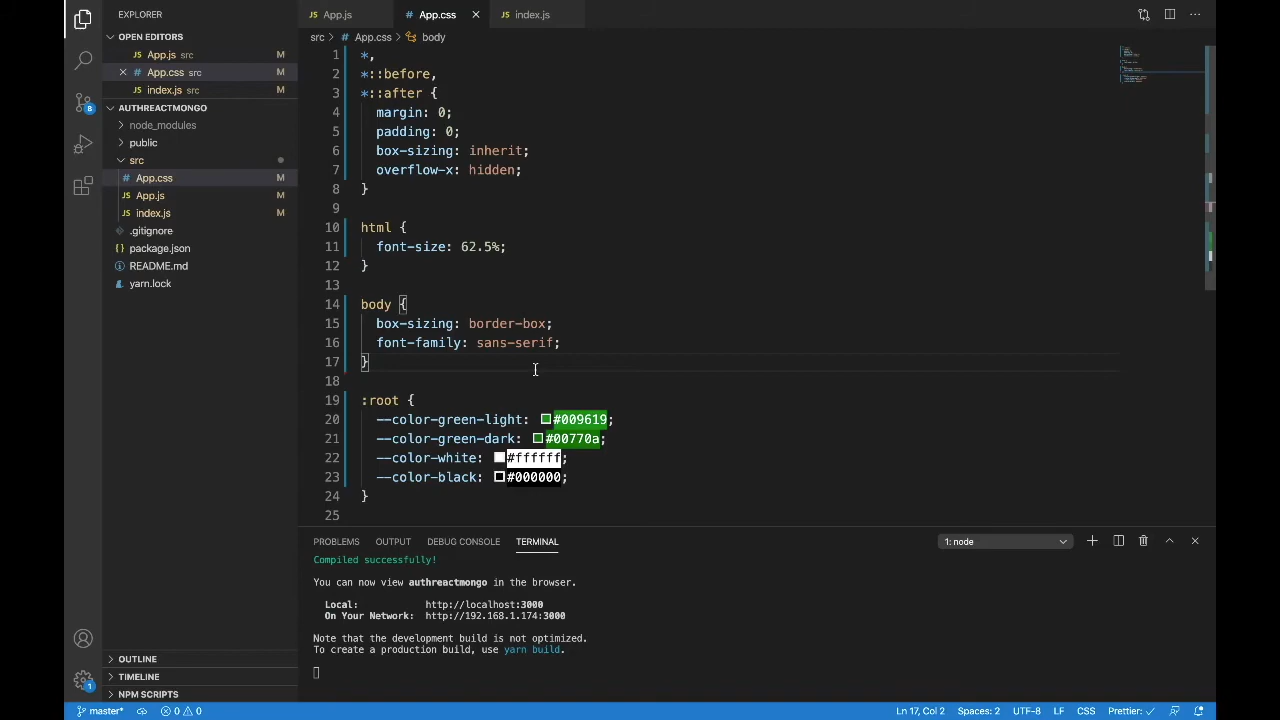 EXPLORER
OPEN EDITORS
App.js src M
App.css src M
index.js src M
AUTHREACTMONGO
node_modules
public
src
# App.css M
JS App.js M
JS index.js M
.gitignore
package.json
README.md
yarn.lock
OUTLINE
TIMELINE
NPM SCRIPTS
JS App.js
# App.css
JS index.js
src > # App.css > body
1 *,
2 *::before,
3 *::after {
4 margin: 0;
5 padding: 0;
6 box-sizing: inherit;
7 overflow-x: hidden;
8 }
9
10 html {
11 font-size: 62.5%;
12 }
13
14 body {
15 box-sizing: border-box;
16 font-family: sans-serif;
17 }
18
19 :root {
20 --color-green-light: #009619;
21 --color-green-dark: #00770a;
22 --color-white: #ffffff;
23 --color-black: #000000;
24 }
25
PROBLEMS OUTPUT DEBUG CONSOLE TERMINAL
1: node
Compiled successfully!
You can now view authreactmongo in the browser.
Local: http://localhost:3000
On Your Network: http://192.168.1.174:3000
Note that the development build is not optimized.
To create a production build, use yarn build.
8
1
master* 0 0
Ln 17, Col 2 Spaces: 2 UTF-8 LF CSS Prettier: ✓